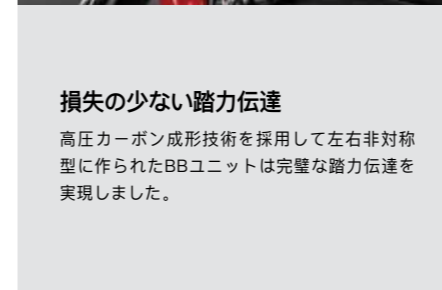 損失の少ない踏力伝達
高圧カーボン成形技術を採用して左右非対称
型に作られたBBユニットは完璧な踏力伝達を
実現しました。